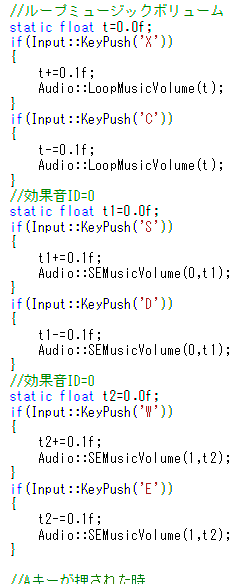 //ループミュージックボリューム
static float t=0.0f;
if(Input::KeyPush('X'))
{
t+=0.1f;
Audio::LoopMusicVolume(t);
}
if(Input::KeyPush('C'))
{
t-=0.1f;
Audio::LoopMusicVolume(t);
}
//効果音ID=0
static float t1=0.0f;
if(Input::KeyPush('S'))
{
t1+=0.1f;
Audio::SEMusicVolume(0,t1);
}
if(Input::KeyPush('D'))
{
t1-=0.1f;
Audio::SEMusicVolume(0,t1);
}
//効果音ID=0
static float t2=0.0f;
if(Input::KeyPush('W'))
{
t2+=0.1f;
Audio::SEMusicVolume(1,t2);
}
if(Input::KeyPush('E'))
{
t2-=0.1f;
Audio::SEMusicVolume(1,t2);
}
//Aキーが押された時